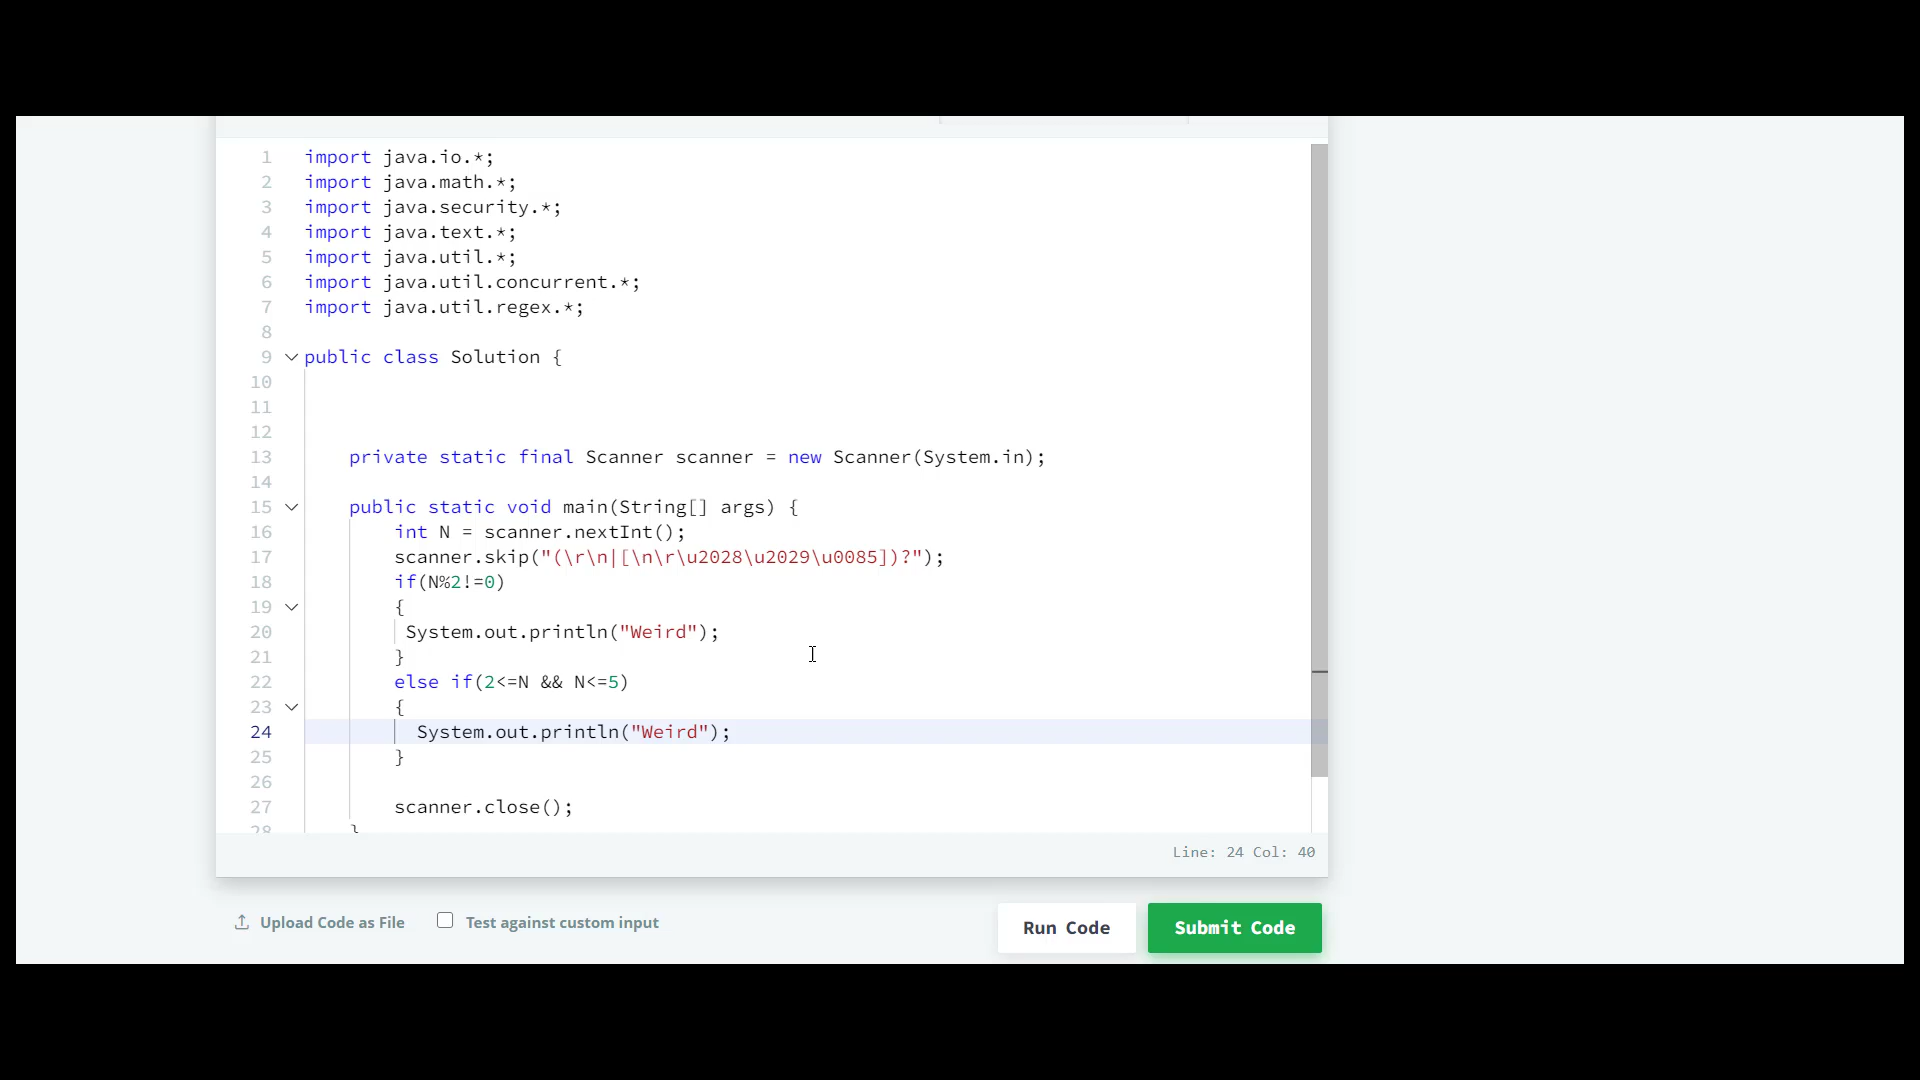 1 import java.io.*;
2 import java.math.*;
3 import java.security.*;
4 import java.text.*;
5 import java.util.*;
6 import java.util.concurrent.*;
7 import java.util.regex.*;
8
9 public class Solution {
10
11
12
13 private static final Scanner scanner = new Scanner(System.in);
14
15 public static void main(String[] args) {
16 int N = scanner.nextInt();
17 scanner.skip("(\r\n|[\n\r\u2028\u2029\u0085])?");
18 if(N%2!=0)
19 {
20 System.out.println("Weird");
21 }
22 else if(2<=N && N<=5)
23 {
24 System.out.println("Weird");
25 }
26
27 scanner.close();
28 }
Line: 24 Col: 40
Upload Code as File Test against custom input Run Code Submit Code